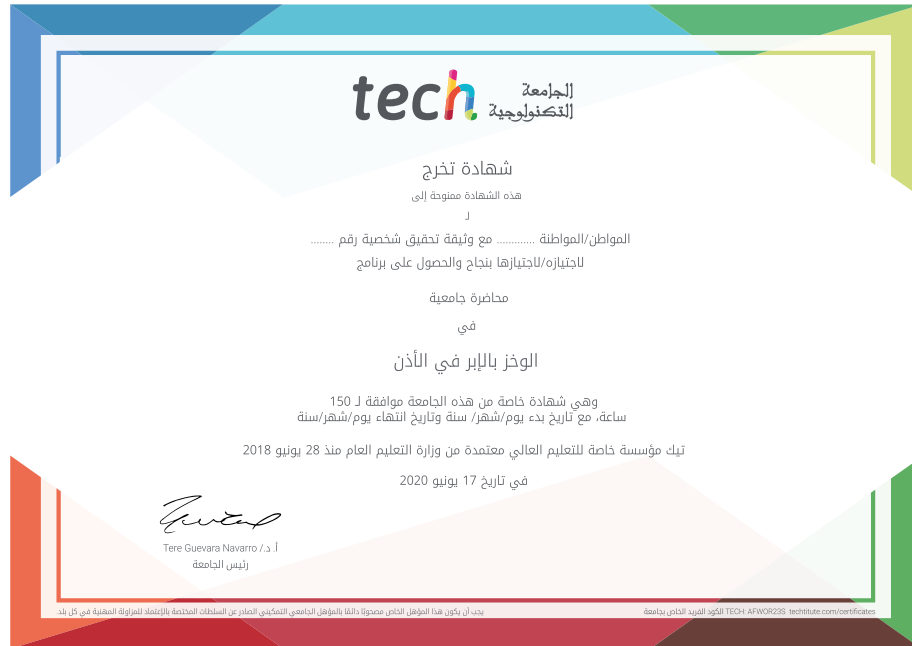 tech الجامعة
التكنولوجية
شهادة تخرج
هذه الشهادة ممنوحة إلى
لـ
المواطن/المواطنة ............. مع وثيقة تحقيق شخصية رقم ........
لاجتيازه/لاجتيازها بنجاح والحصول على برنامج
محاضرة جامعية
في
الوخز بالإبر في الأذن
وهي شهادة خاصة من هذه الجامعة موافقة لـ 150
ساعة، مع تاريخ بدء يوم/شهر/ سنة وتاريخ انتهاء يوم/شهر/سنة
تيك مؤسسة خاصة للتعليم العالي معتمدة من وزارة التعليم العام منذ 28 يونيو 2018
في تاريخ 17 يونيو 2020
أ. د./ Tere Guevara Navarro
رئيس الجامعة
يجب أن يكون هذا المؤهل الخاص مصحوبًا دائمًا بالمؤهل الجامعي التمكيني الصادر عن السلطات المختصة بالإعتماد للمزاولة المهنية في كل بلد.
الكود الفريد الخاص بجامعة TECH: AFWOR23S techtitute.com/certificates